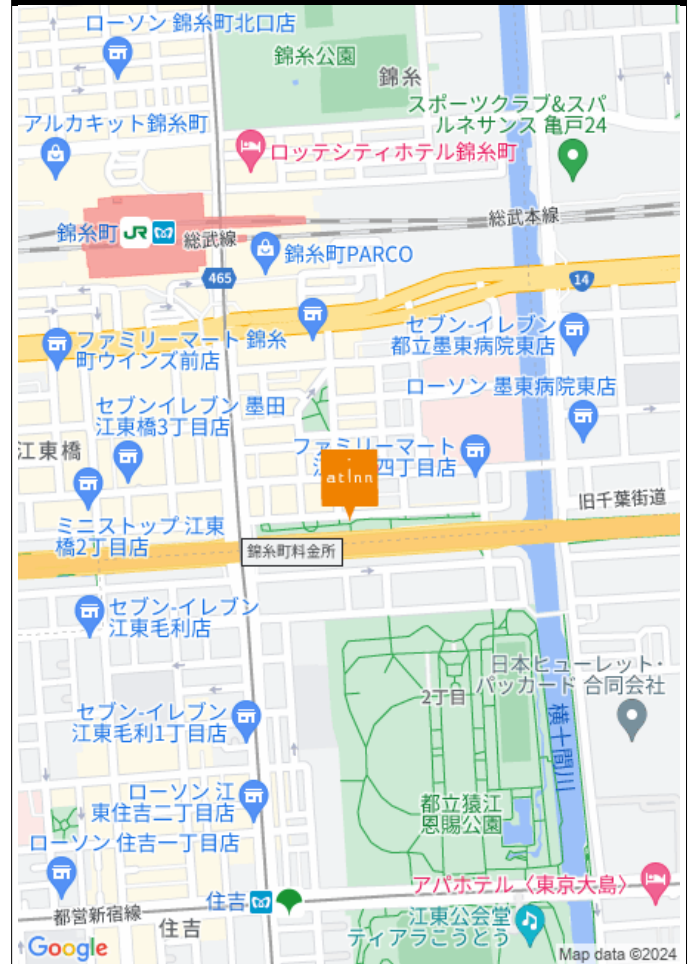 ローソン 錦糸町北口店
錦糸公園
錦糸
スポーツクラブ&スパ
ルネサンス 亀戸24
アルカキット錦糸町
ロッテシティホテル錦糸町
錦糸町
JR
総武線
総武本線
錦糸町PARCO
465
14
ファミリーマート 錦糸
町ウインズ前店
セブン-イレブン
都立墨東病院東店
ローソン 墨東病院東店
セブンイレブン 墨田
江東橋3丁目店
江東橋
ファミリーマート
四丁目店
atinn
ミニストップ 江東
橋2丁目店
旧千葉街道
錦糸町料金所
セブン-イレブン
江東毛利店
日本ヒューレット・
パッカード 合同会社
2丁目
横十間川
セブン-イレブン
江東毛利1丁目店
ローソン 江
東住吉二丁目店
都立猿江
恩賜公園
ローソン 住吉一丁目店
アパホテル〈東京大島〉
住吉
都営新宿線
住吉
江東公会堂
ティアラこうとう
Google
Map data ©2024